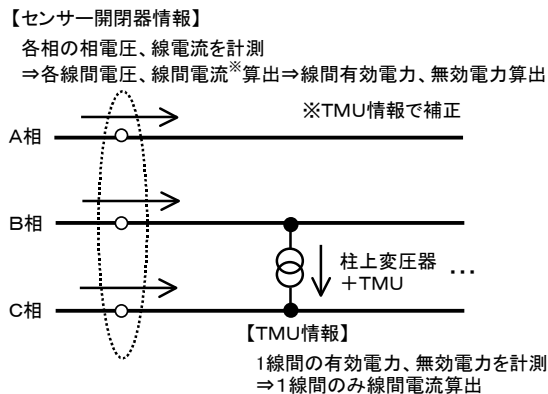 【センサー開閉器情報】
各相の相電圧、線電流を計測
⇒各線間電圧、線間電流※算出⇒線間有効電力、無効電力算出
※TMU情報で補正
A相
B相
柱上変圧器
+TMU
…
C相
【TMU情報】
1線間の有効電力、無効電力を計測
⇒1線間のみ線間電流算出